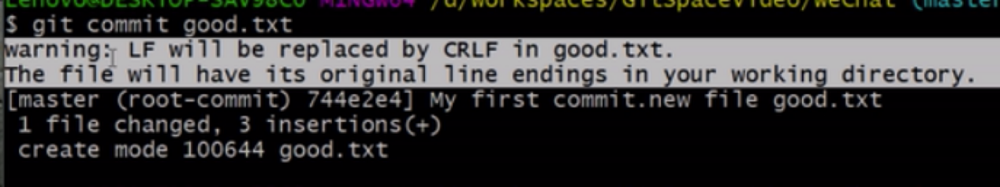 Lenovo@DESKTOP-SAV98C0 MINGW64 /d/Workspaces/GitSpaceVideo/WeChat (master
$ git commit good.txt
warning: LF will be replaced by CRLF in good.txt.
The file will have its original line endings in your working directory.
[master (root-commit) 744e2e4] My first commit.new file good.txt
1 file changed, 3 insertions(+)
create mode 100644 good.txt